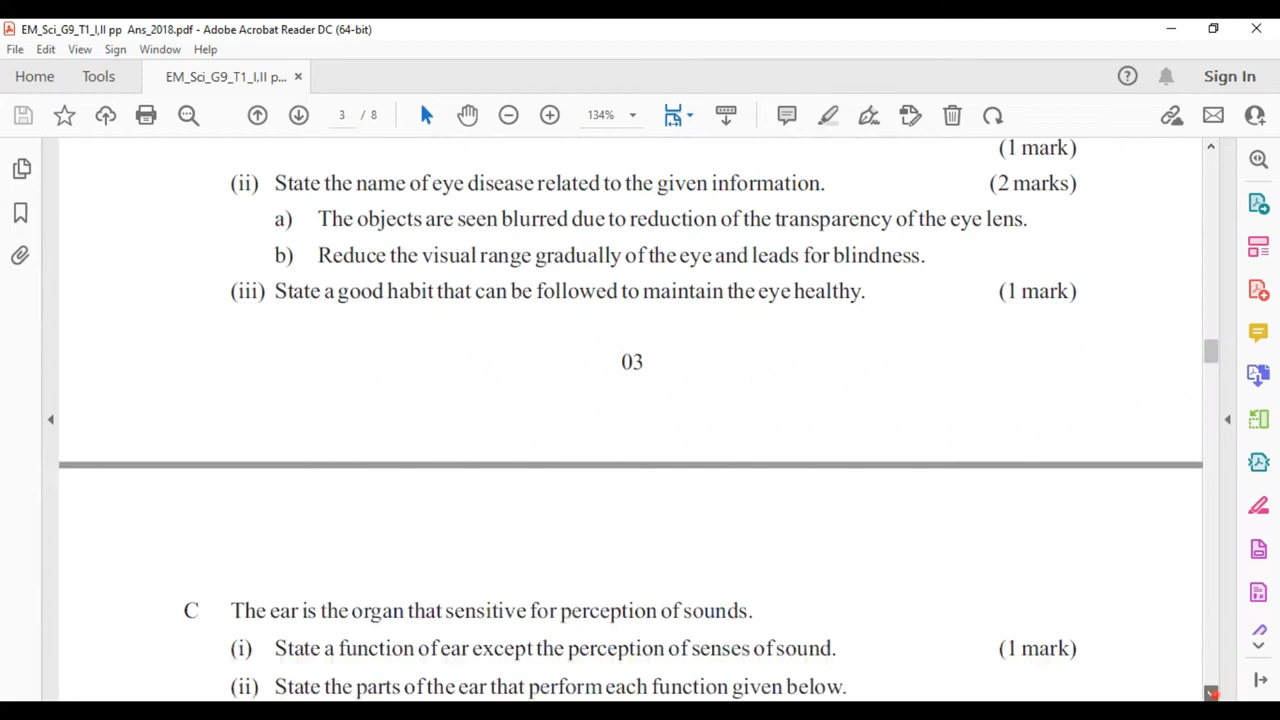 EM_Sci_G9_T1_I,II pp  Ans_2018.pdf - Adobe Acrobat Reader DC (64-bit)
File Edit View Sign Window Help
Home Tools EM_Sci_G9_T1_I,II p... × Sign In
3 / 8 134%
(1 mark)
(ii) State the name of eye disease related to the given information. (2 marks)
a) The objects are seen blurred due to reduction of the transparency of the eye lens.
b) Reduce the visual range gradually of the eye and leads for blindness.
(iii) State a good habit that can be followed to maintain the eye healthy. (1 mark)
03
C The ear is the organ that sensitive for perception of sounds.
(i) State a function of ear except the perception of senses of sound. (1 mark)
(ii) State the parts of the ear that perform each function given below.